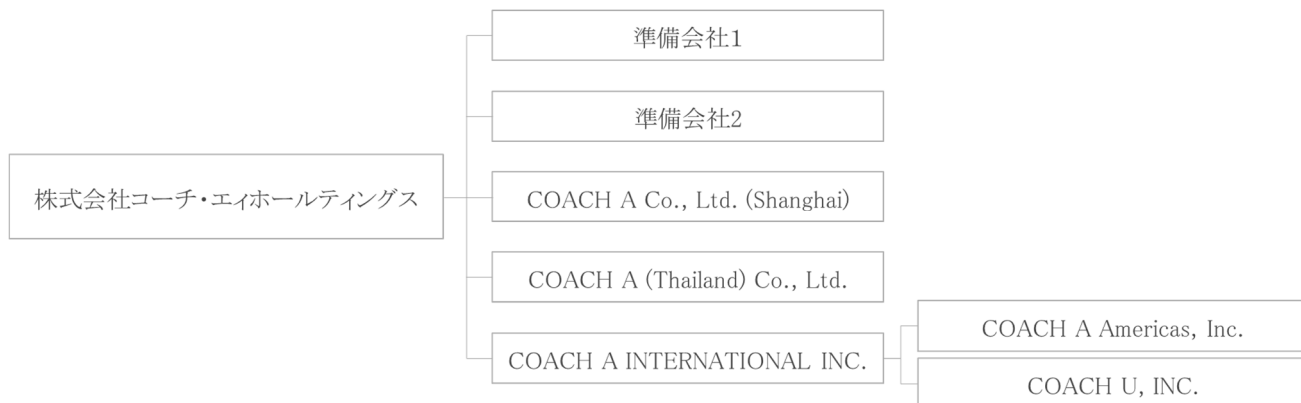 準備会社1
準備会社2
株式会社コーチ・エィホールティングス
COACH A Co., Ltd. (Shanghai)
COACH A (Thailand) Co., Ltd.
COACH A INTERNATIONAL INC.
COACH A Americas, Inc.
COACH U, INC.